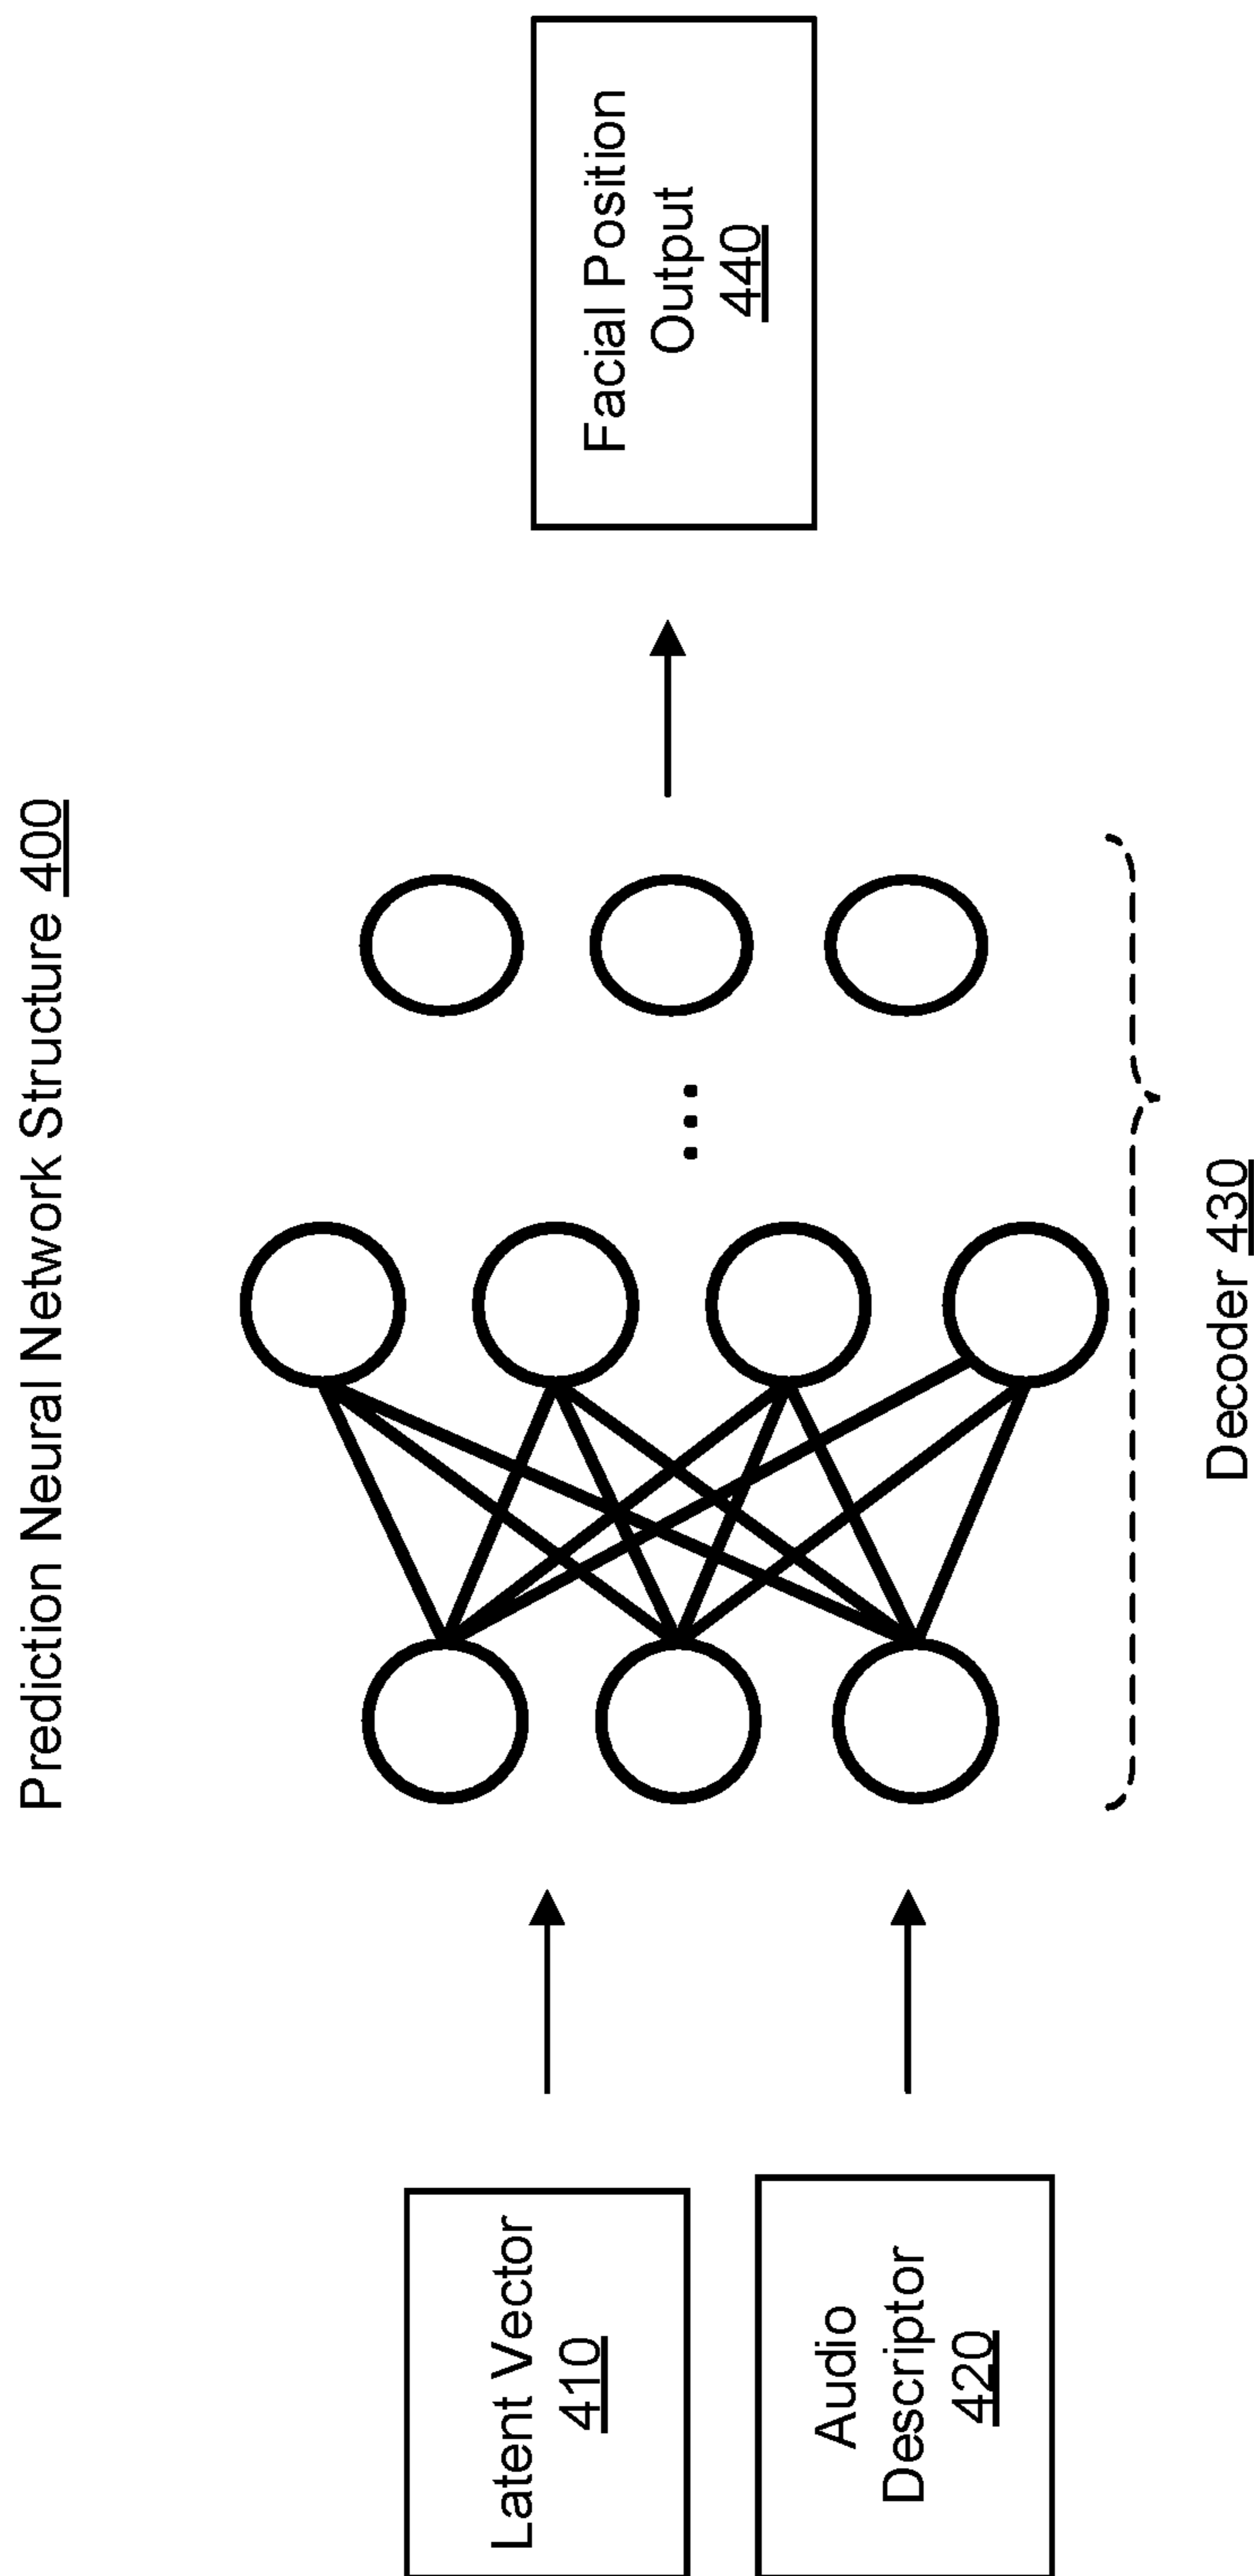 Prediction Neural Network Structure 400
Latent Vector
410
Audio
Descriptor
420
...
Decoder 430
Facial Position
Output
440